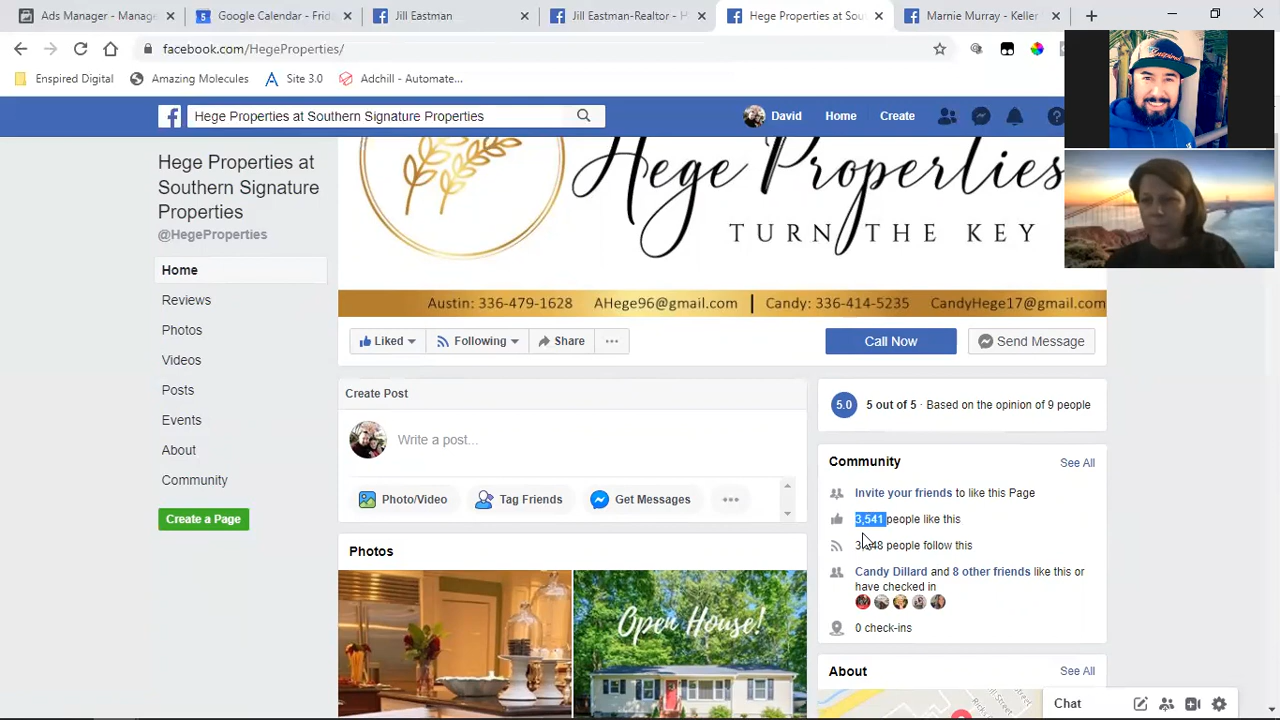 Ads Manager - Manage
Google Calendar - Frid
Jill Eastman
Jill Eastman-Realtor - H
Hege Properties at Sou
Marnie Murray - Keller
facebook.com/HegeProperties/
Enspired Digital
Amazing Molecules
Site 3.0
Adchill - Automate...
Hege Properties at Southern Signature Properties
David
Home
Create
Hege Properties at
Southern Signature
Properties
@HegeProperties
Home
Reviews
Photos
Videos
Posts
Events
About
Community
Create a Page
Hege Properties
TURN THE KEY
Austin: 336-479-1628 AHege96@gmail.com | Candy: 336-414-5235 CandyHege17@gmail.com
Liked
Following
Share
Call Now
Send Message
Create Post
Write a post...
Photo/Video
Tag Friends
Get Messages
Photos
Open House!
5.0
5 out of 5 · Based on the opinion of 9 people
Community
See All
Invite your friends to like this Page
3,541 people like this
people follow this
Candy Dillard and 8 other friends like this or
have checked in
0 check-ins
About
See All
Chat